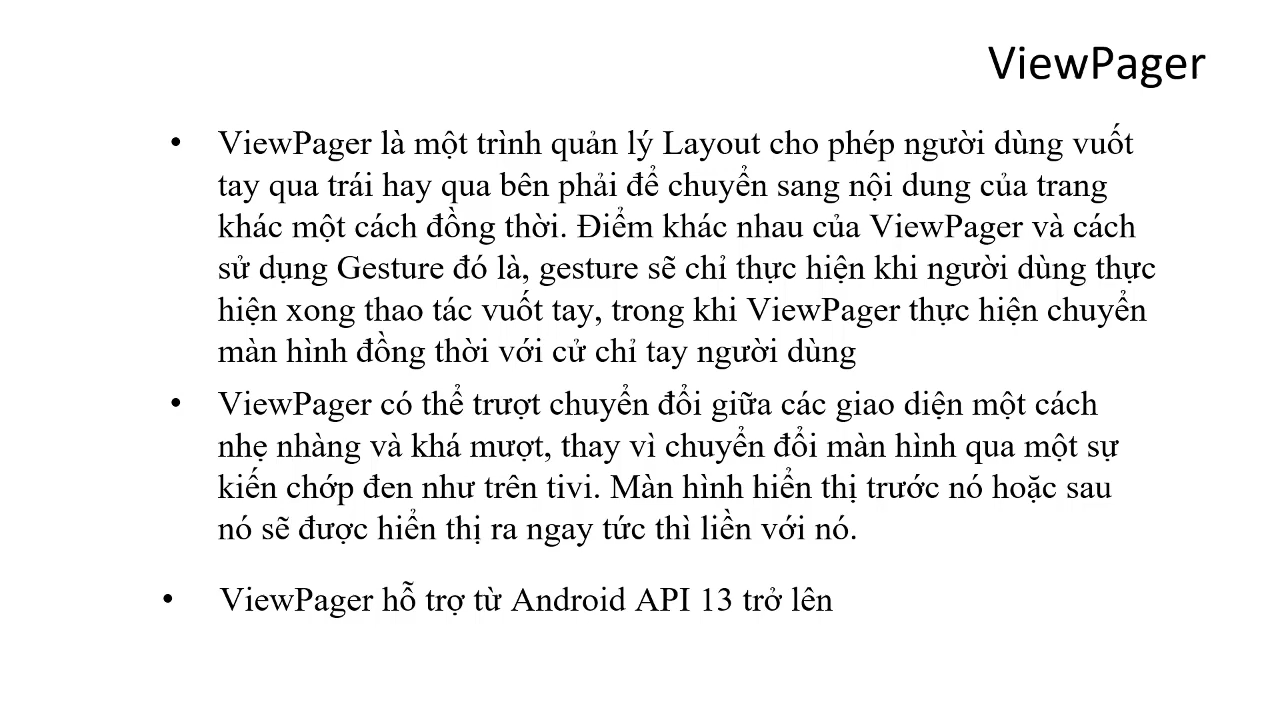 ViewPager
• ViewPager là một trình quản lý Layout cho phép người dùng vuốt
tay qua trái hay qua bên phải để chuyển sang nội dung của trang
khác một cách đồng thời. Điểm khác nhau của ViewPager và cách
sử dụng Gesture đó là, gesture sẽ chỉ thực hiện khi người dùng thực
hiện xong thao tác vuốt tay, trong khi ViewPager thực hiện chuyển
màn hình đồng thời với cử chỉ tay người dùng
• ViewPager có thể trượt chuyển đổi giữa các giao diện một cách
nhẹ nhàng và khá mượt, thay vì chuyển đổi màn hình qua một sự
kiến chớp đen như trên tivi. Màn hình hiển thị trước nó hoặc sau
nó sẽ được hiển thị ra ngay tức thì liền với nó.
• ViewPager hỗ trợ từ Android API 13 trở lên